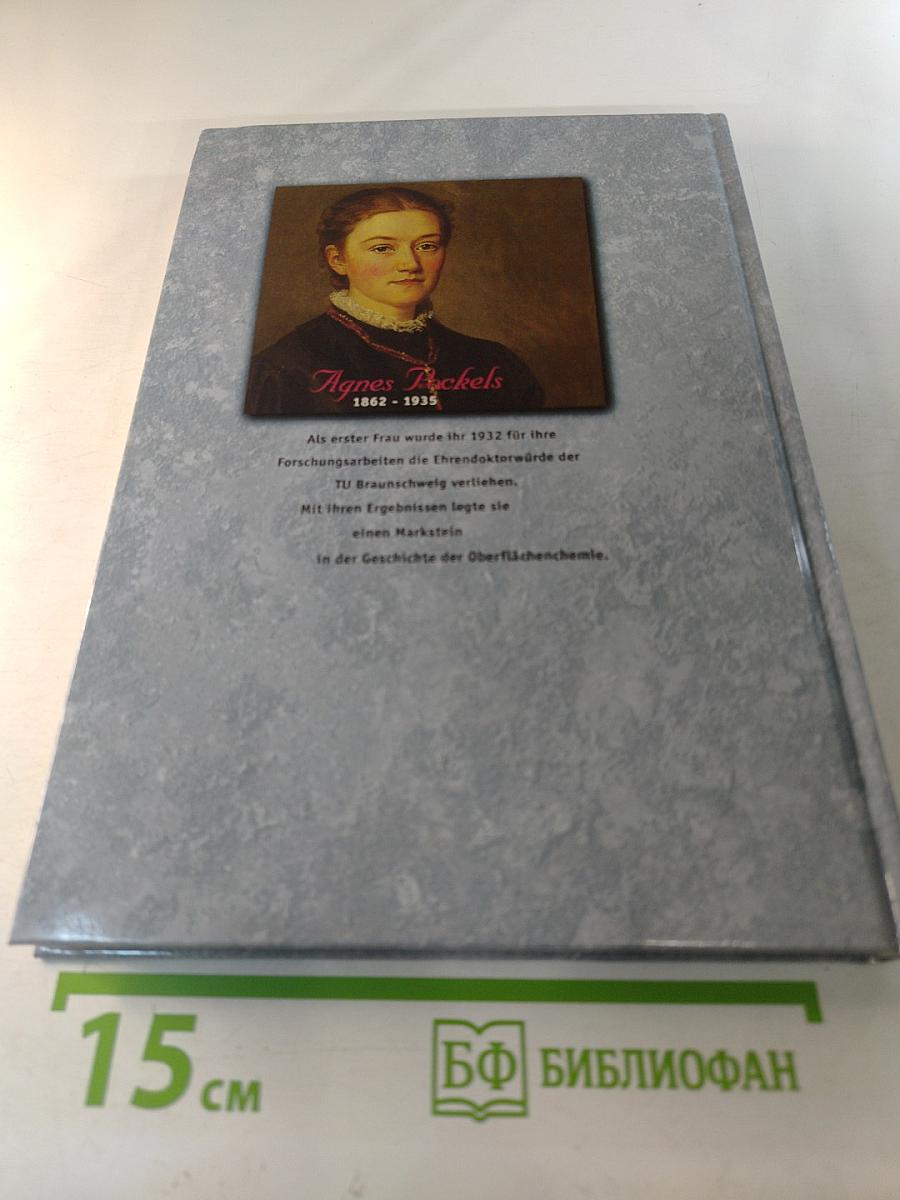 Agnes Pockels
1862 - 1935
Als erster Frau wurde ihr 1932 für ihre
Forschungsarbeiten die Ehrendoktorwürde der
TU Braunschweig verliehen.
Mit ihren Ergebnissen legte sie
einen Markstein
in der Geschichte der Oberflächenchemie.
15 см
БФ БИБЛИОФАН